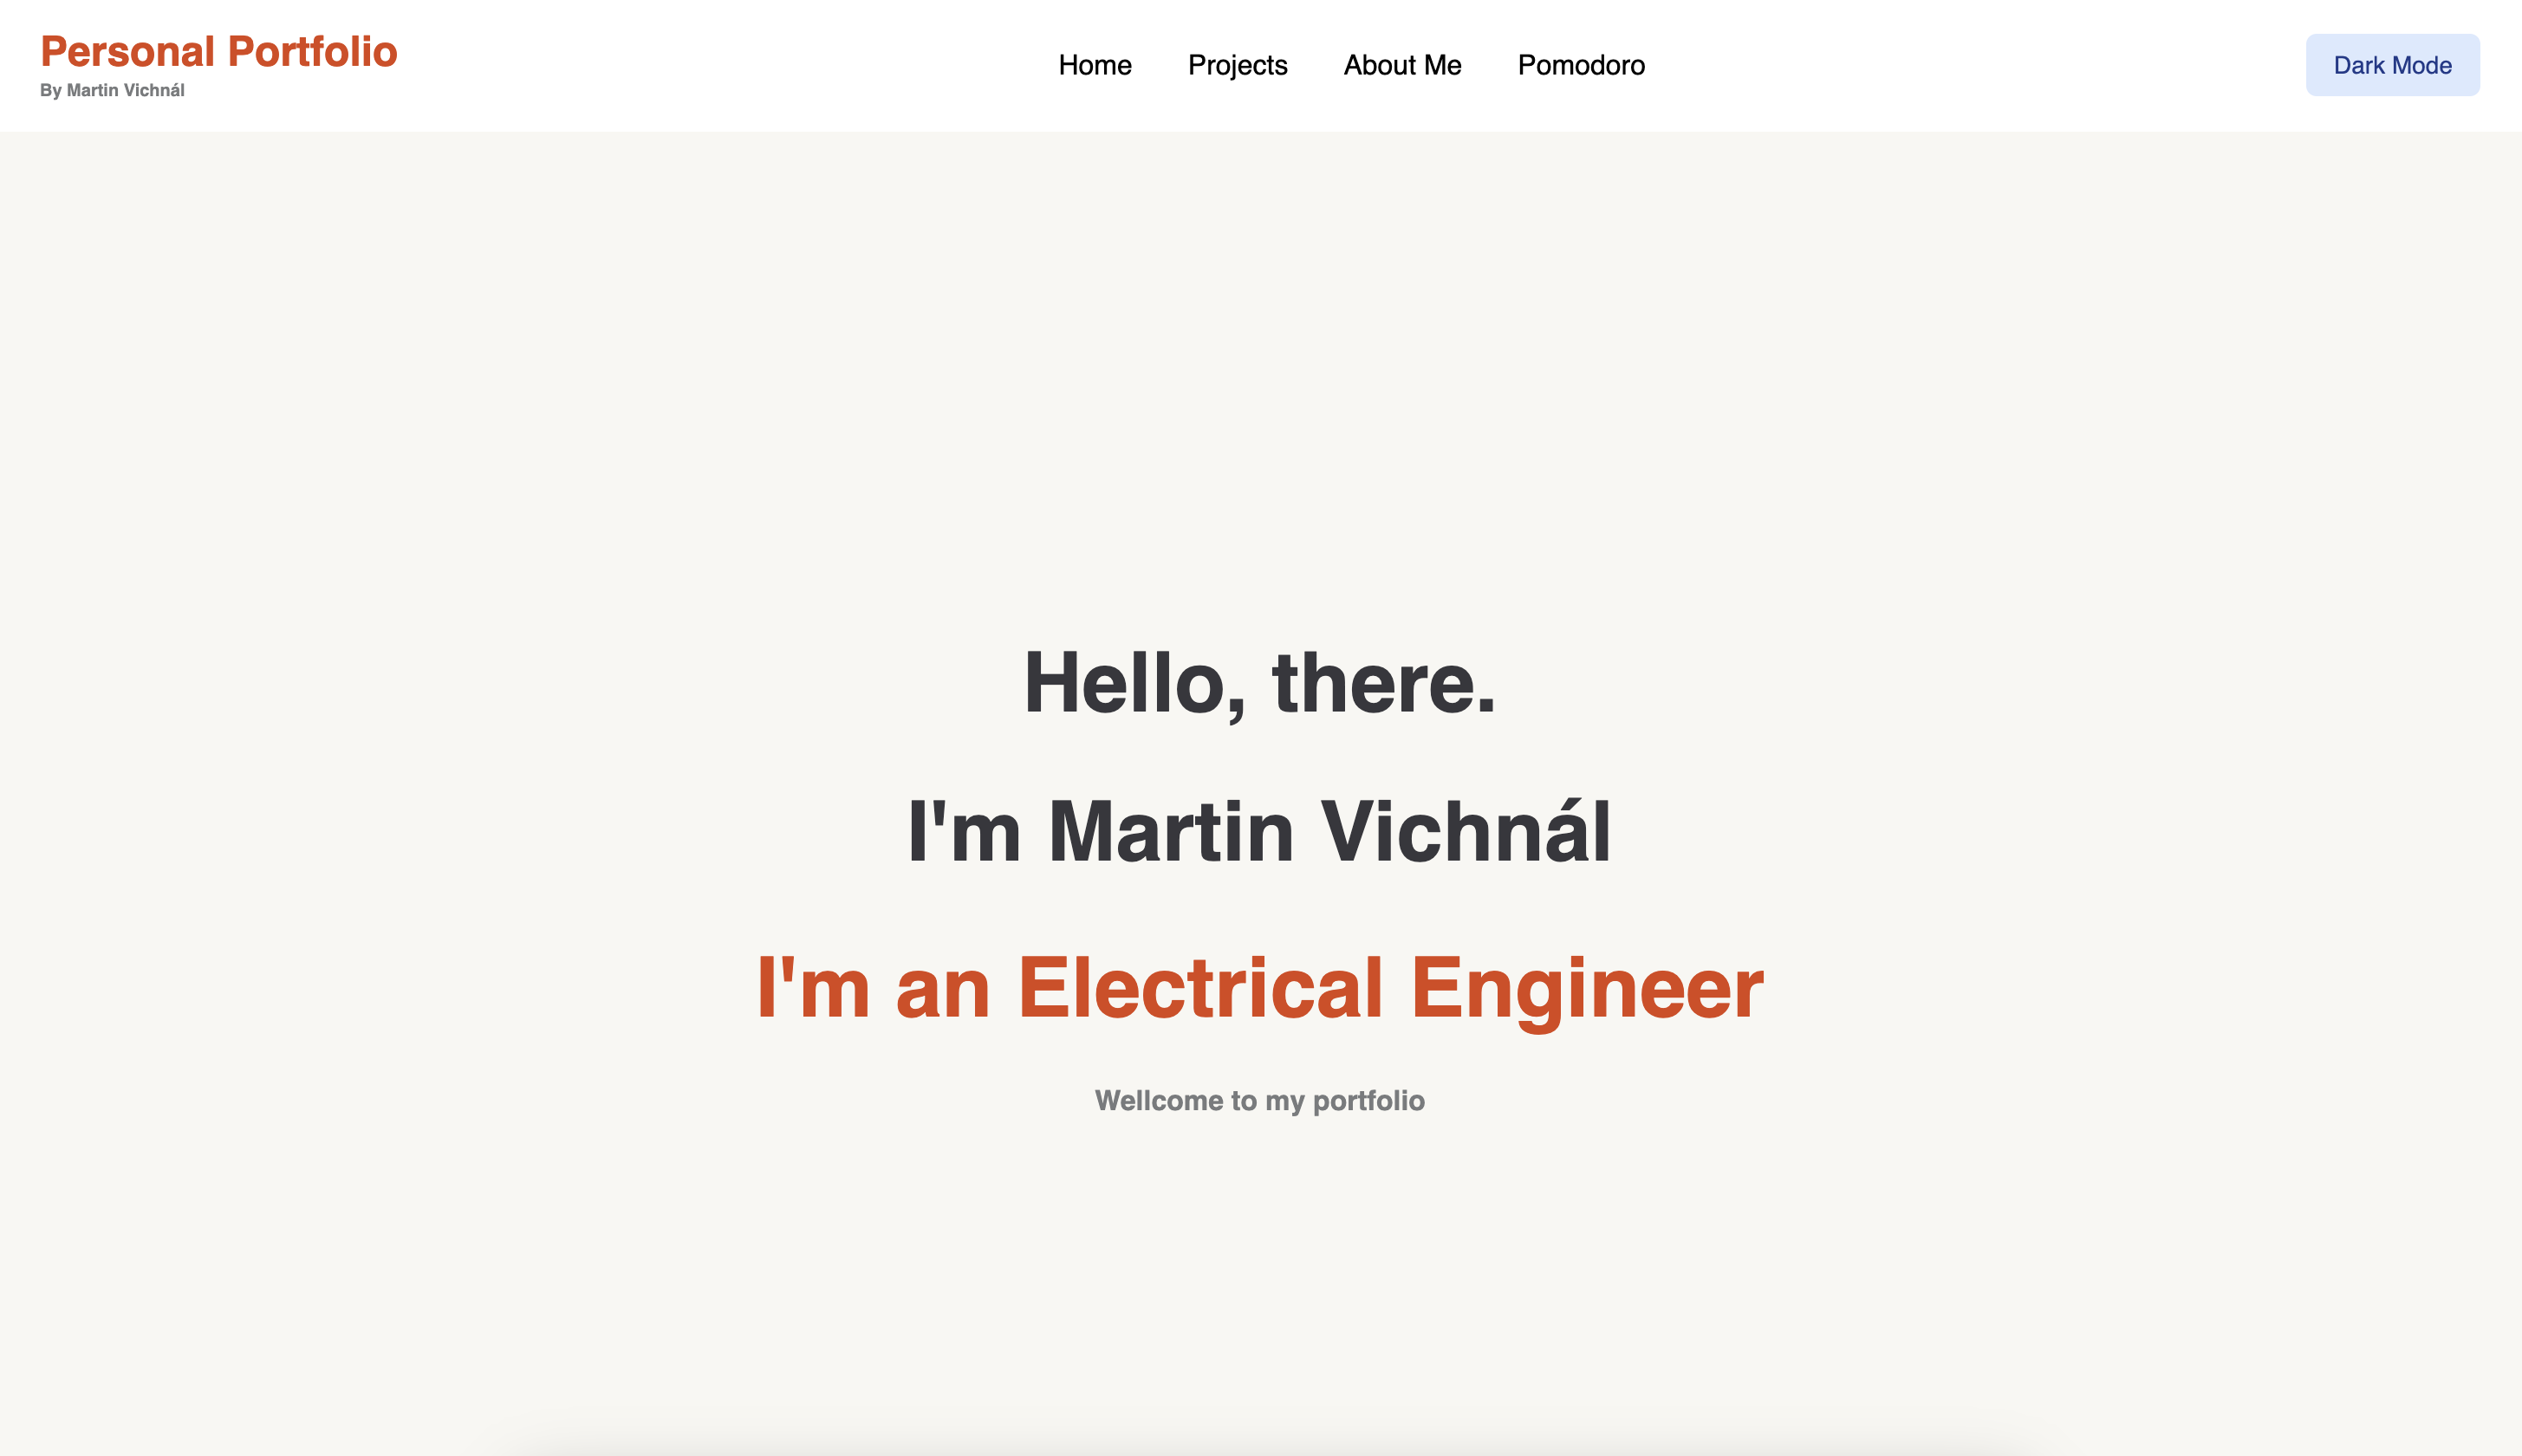 Personal Portfolio
By Martin Vichnál
Home Projects About Me Pomodoro
Dark Mode
Hello, there.
I'm Martin Vichnál
I'm an Electrical Engineer
Wellcome to my portfolio